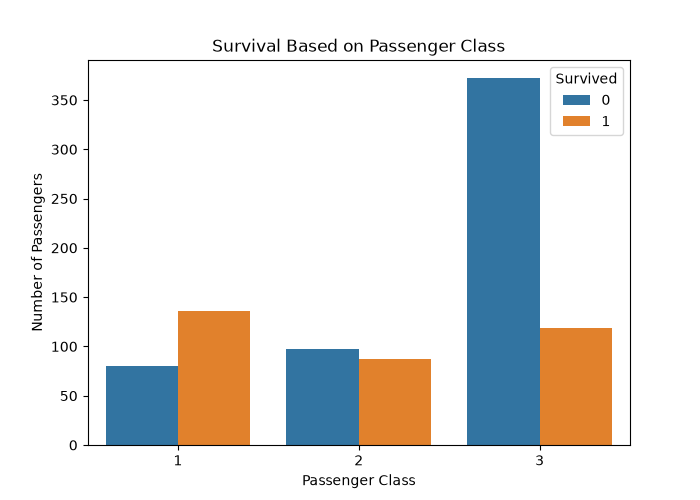 Survival Based on Passenger Class
Survived
0
1
Number of Passengers
350
300
250
200
150
100
50
0
1 2 3
Passenger Class